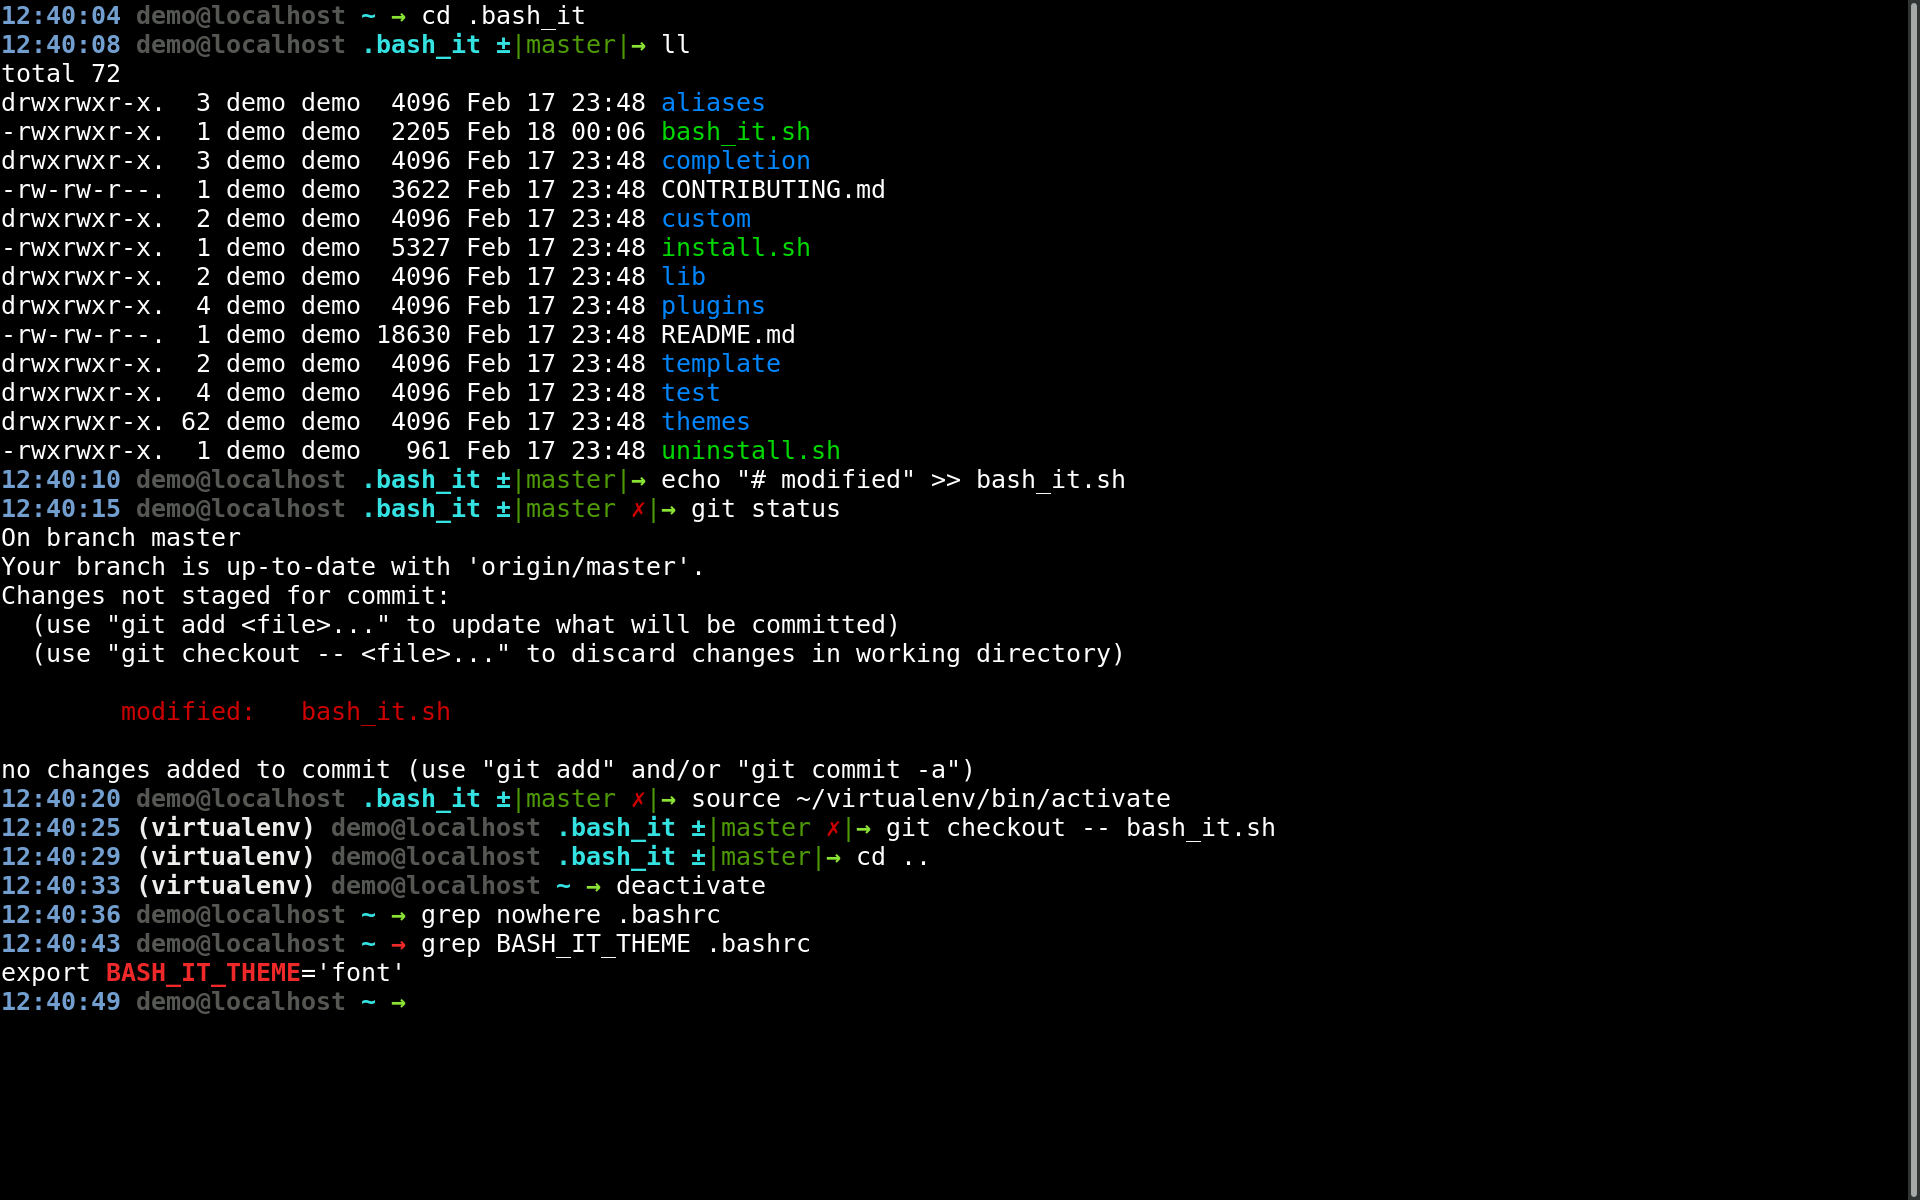 12:40:04 demo@localhost ~ → cd .bash_it
12:40:08 demo@localhost .bash_it ±|master|→ ll
total 72
drwxrwxr-x.  3 demo demo  4096 Feb 17 23:48 aliases
-rwxrwxr-x.  1 demo demo  2205 Feb 18 00:06 bash_it.sh
drwxrwxr-x.  3 demo demo  4096 Feb 17 23:48 completion
-rw-rw-r--.  1 demo demo  3622 Feb 17 23:48 CONTRIBUTING.md
drwxrwxr-x.  2 demo demo  4096 Feb 17 23:48 custom
-rwxrwxr-x.  1 demo demo  5327 Feb 17 23:48 install.sh
drwxrwxr-x.  2 demo demo  4096 Feb 17 23:48 lib
drwxrwxr-x.  4 demo demo  4096 Feb 17 23:48 plugins
-rw-rw-r--.  1 demo demo 18630 Feb 17 23:48 README.md
drwxrwxr-x.  2 demo demo  4096 Feb 17 23:48 template
drwxrwxr-x.  4 demo demo  4096 Feb 17 23:48 test
drwxrwxr-x. 62 demo demo  4096 Feb 17 23:48 themes
-rwxrwxr-x.  1 demo demo   961 Feb 17 23:48 uninstall.sh
12:40:10 demo@localhost .bash_it ±|master|→ echo "# modified" >> bash_it.sh
12:40:15 demo@localhost .bash_it ±|master ✗|→ git status
On branch master
Your branch is up-to-date with 'origin/master'.
Changes not staged for commit:
  (use "git add <file>..." to update what will be committed)
  (use "git checkout -- <file>..." to discard changes in working directory)

        modified:   bash_it.sh

no changes added to commit (use "git add" and/or "git commit -a")
12:40:20 demo@localhost .bash_it ±|master ✗|→ source ~/virtualenv/bin/activate
12:40:25 (virtualenv) demo@localhost .bash_it ±|master ✗|→ git checkout -- bash_it.sh
12:40:29 (virtualenv) demo@localhost .bash_it ±|master|→ cd ..
12:40:33 (virtualenv) demo@localhost ~ → deactivate
12:40:36 demo@localhost ~ → grep nowhere .bashrc
12:40:43 demo@localhost ~ → grep BASH_IT_THEME .bashrc
export BASH_IT_THEME='font'
12:40:49 demo@localhost ~ →